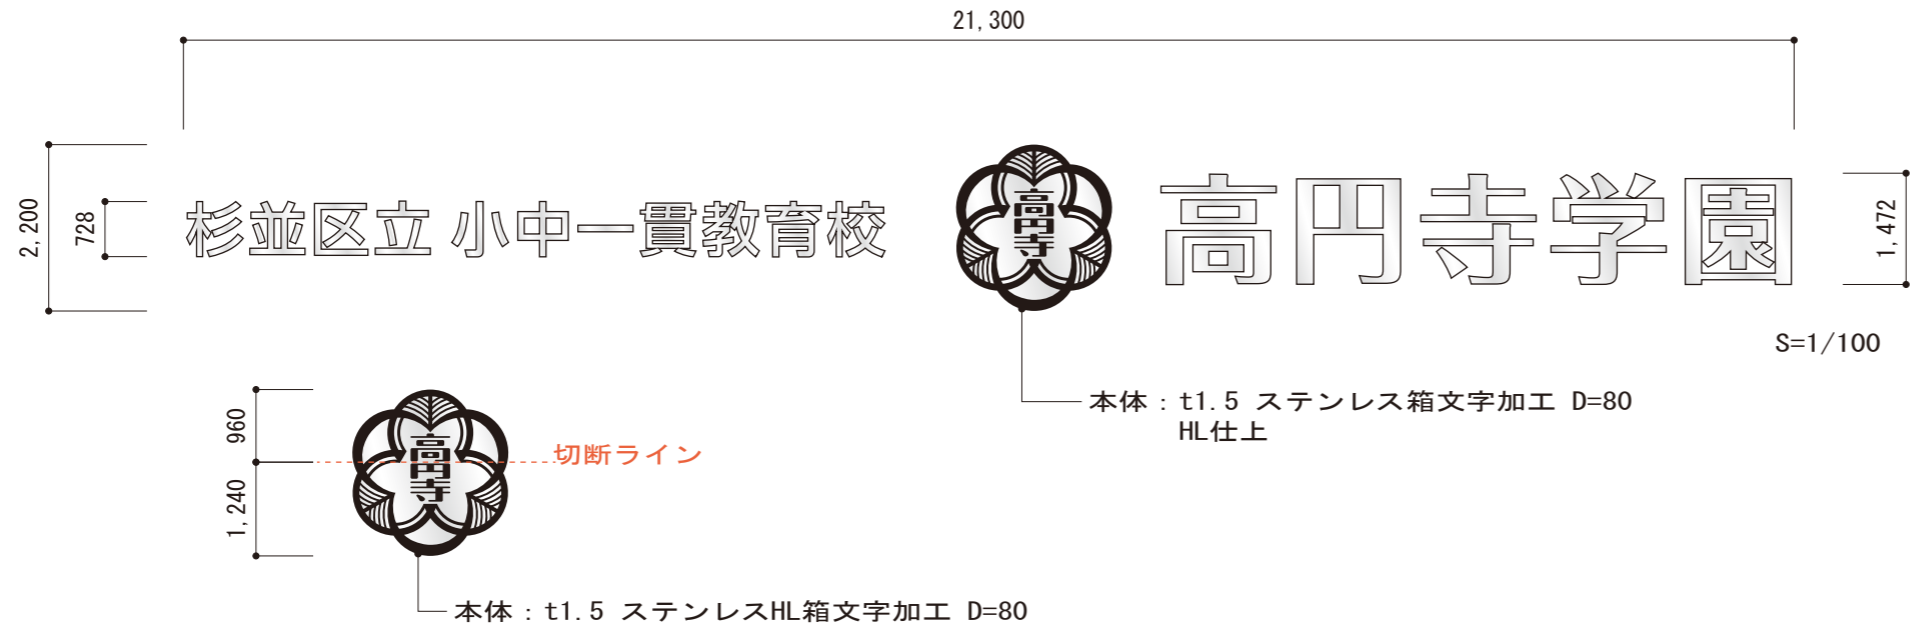 21,300
2,200
728
杉並区立 小中一貫教育校
高円寺
高円寺学園
1,472
S=1/100
本体：t1.5 ステンレス箱文字加工 D=80
HL仕上
960
1,240
高円寺
切断ライン
本体：t1.5 ステンレスHL箱文字加工 D=80